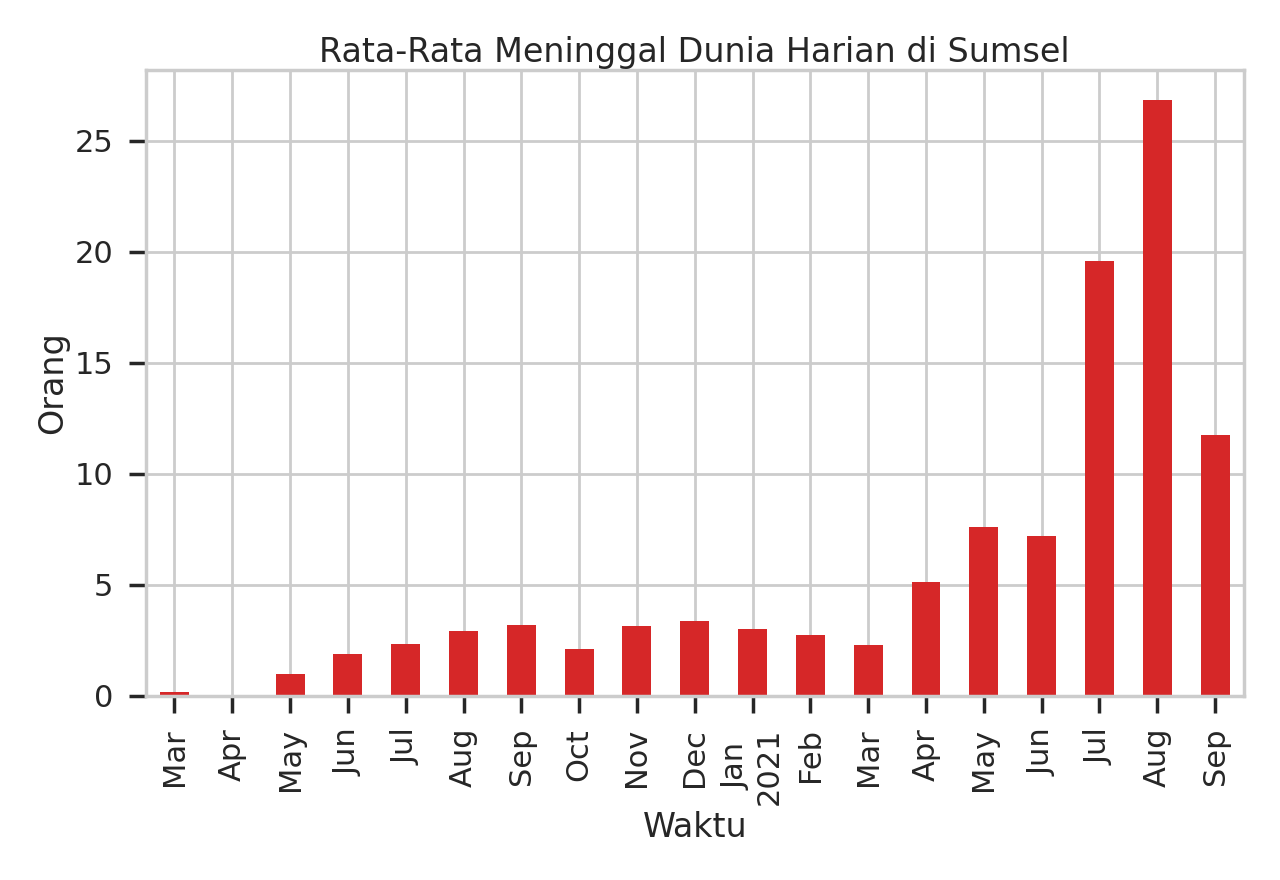 Rata-Rata Meninggal Dunia Harian di Sumsel
Orang
25
20
15
10
5
0
Mar
Apr
May
Jun
Jul
Aug
Sep
Oct
Nov
Dec
Jan
2021
Feb
Mar
Apr
May
Jun
Jul
Aug
Sep
Waktu